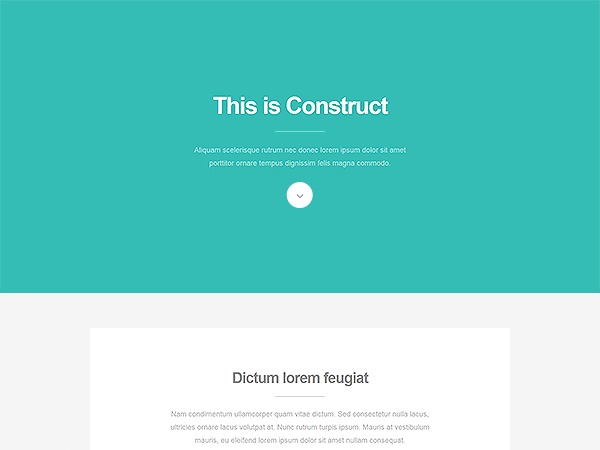 This is Construct
Aliquam scelerisque rutrum nec donec lorem ipsum dolor sit amet
porttitor ornare tempus dignissim felis magna commodo.
Dictum lorem feugiat
Nam condimentum ullamcorper quam vitae dictum. Sed consectetur nulla lacus,
ultricies ornare lacus volutpat at. Nunc rutrum turpis ipsum. Mauris at vestibulum
mauris, eu eleifend lorem ipsum dolor sit amet nullam consequat.